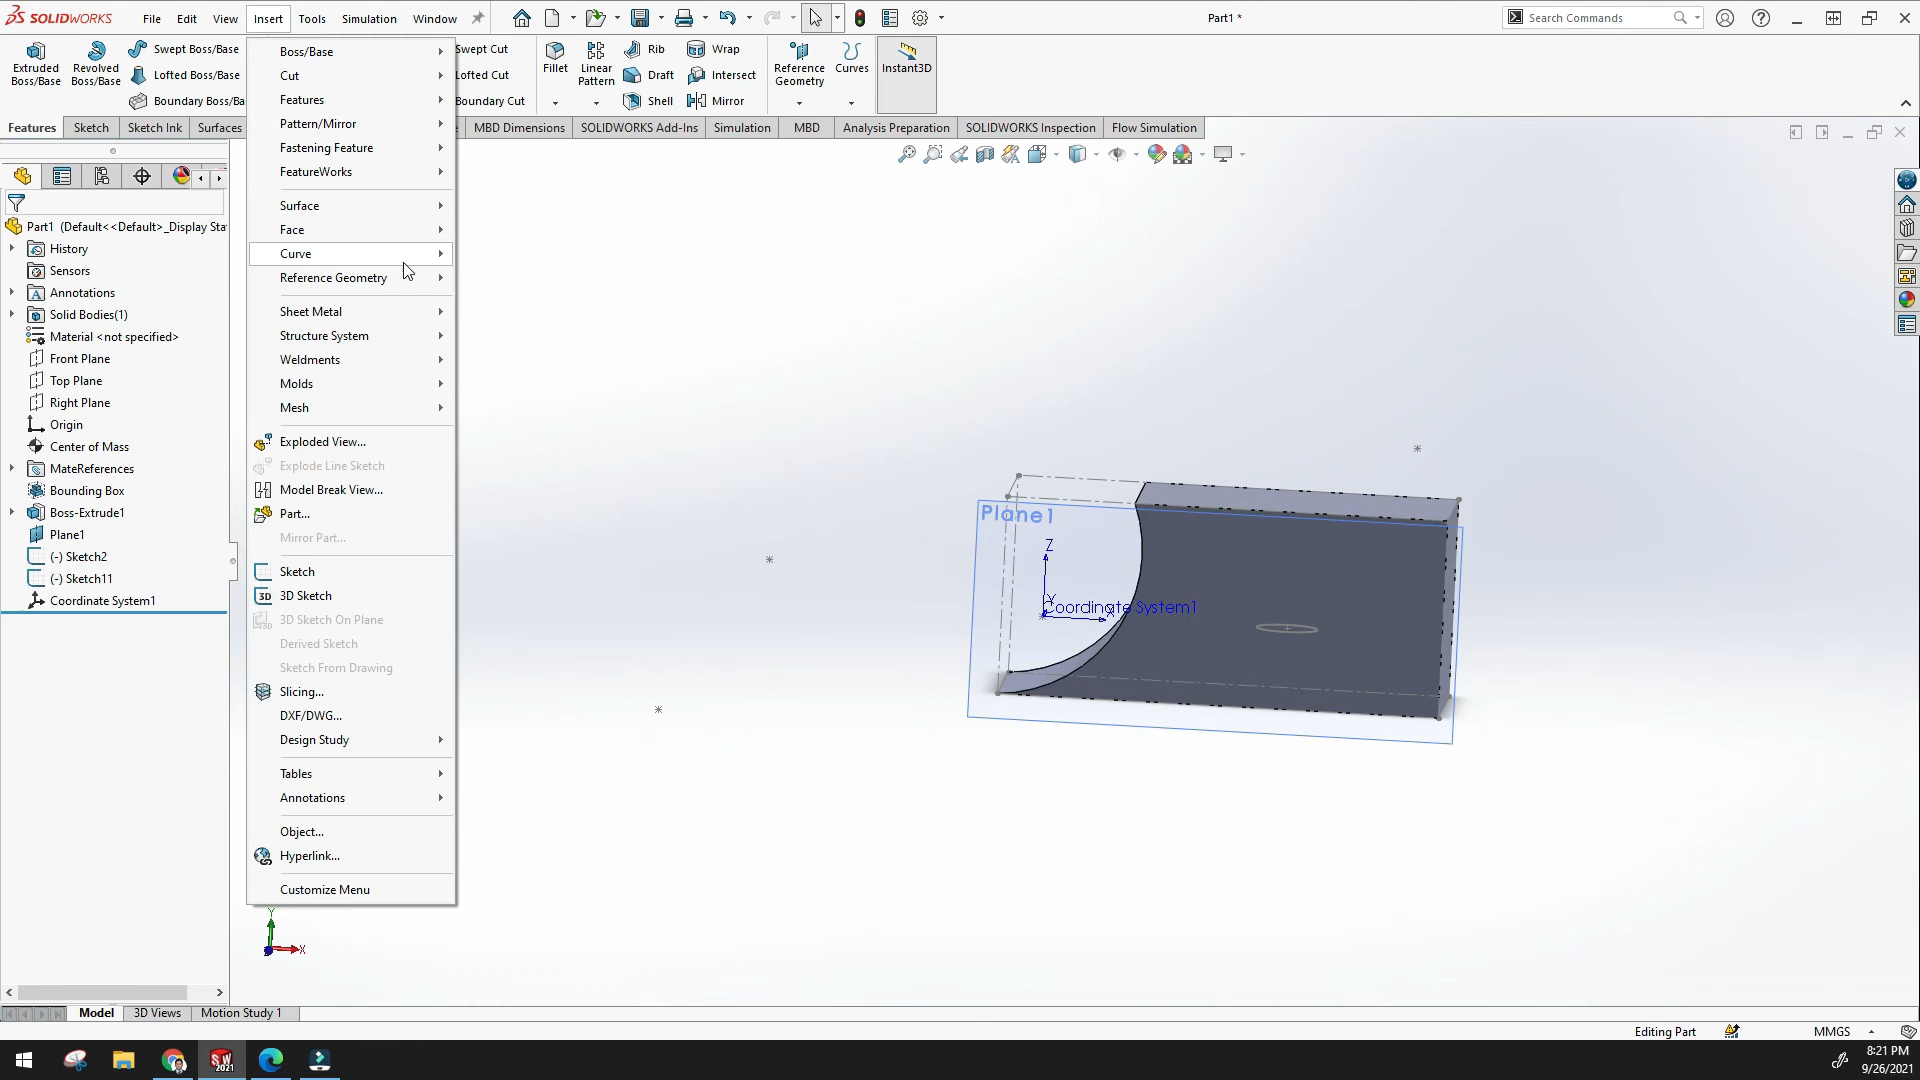 SOLIDWORKS
File Edit View Insert Tools Simulation Window
Part1 *
Search Commands
Extruded Boss/Base
Revolved Boss/Base
Swept Boss/Base
Lofted Boss/Base
Boundary Boss/Ba
Swept Cut
Lofted Cut
Boundary Cut
Fillet
Linear Pattern
Rib
Draft
Shell
Wrap
Intersect
Mirror
Reference Geometry
Curves
Instant3D
Features Sketch Sketch Ink Surfaces MBD Dimensions SOLIDWORKS Add-Ins Simulation MBD Analysis Preparation SOLIDWORKS Inspection Flow Simulation
Part1 (Default<<Default>_Display Sta
History
Sensors
Annotations
Solid Bodies(1)
Material <not specified>
Front Plane
Top Plane
Right Plane
Origin
Center of Mass
MateReferences
Bounding Box
Boss-Extrude1
Plane1
(-) Sketch2
(-) Sketch11
Coordinate System1
Boss/Base
Cut
Features
Pattern/Mirror
Fastening Feature
FeatureWorks
Surface
Face
Curve
Reference Geometry
Sheet Metal
Structure System
Weldments
Molds
Mesh
Exploded View...
Explode Line Sketch
Model Break View...
Part...
Mirror Part...
Sketch
3D 3D Sketch
3D Sketch On Plane
Derived Sketch
Sketch From Drawing
Slicing...
DXF/DWG...
Design Study
Tables
Annotations
Object...
Hyperlink...
Customize Menu
Plane1
Z
Y
X
Coordinate System1
Y
X
Model 3D Views Motion Study 1
Editing Part
MMGS
SW
2021
8:21 PM
9/26/2021